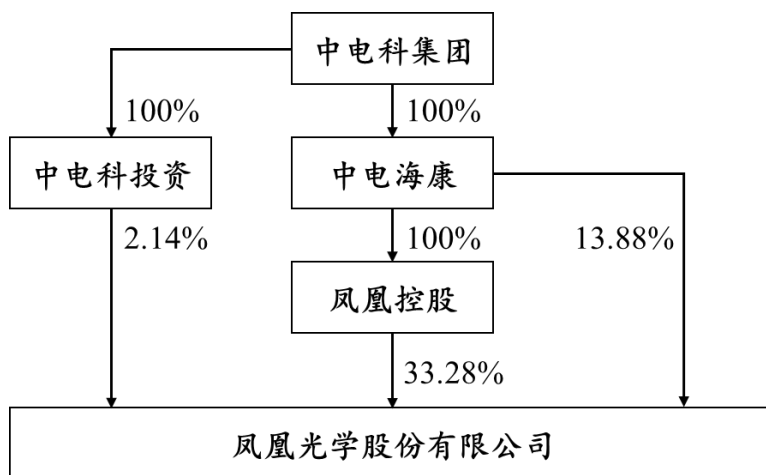 中电科集团
100%
100%
中电科投资
中电海康
2.14%
100%
13.88%
凤凰控股
33.28%
凤凰光学股份有限公司